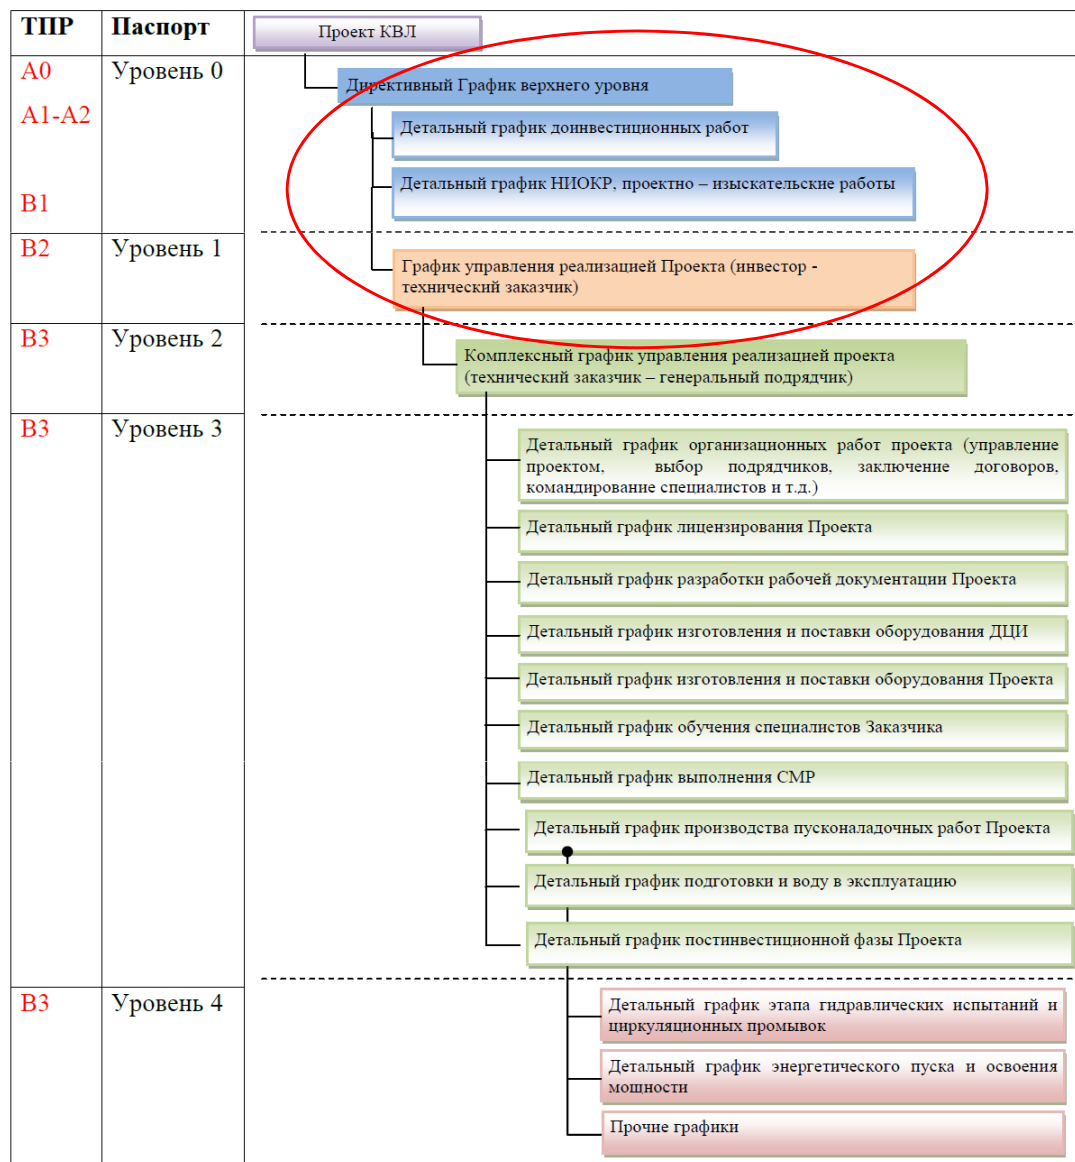 ТПР Паспорт Проект КВЛ
А0 Уровень 0
Директивный График верхнего уровня
А1-А2
Детальный график доинвестиционных работ
Детальный график НИОКР, проектно – изыскательские работы
В1
В2 Уровень 1
График управления реализацией Проекта (инвестор -
технический заказчик)
В3 Уровень 2
Комплексный график управления реализацией проекта
(технический заказчик – генеральный подрядчик)
В3 Уровень 3
Детальный график организационных работ проекта (управление
проектом, выбор подрядчиков, заключение договоров,
командирование специалистов и т.д.)
Детальный график лицензирования Проекта
Детальный график разработки рабочей документации Проекта
Детальный график изготовления и поставки оборудования ДЦИ
Детальный график изготовления и поставки оборудования Проекта
Детальный график обучения специалистов Заказчика
Детальный график выполнения СМР
Детальный график производства пусконаладочных работ Проекта
Детальный график подготовки и воду в эксплуатацию
Детальный график постинвестиционной фазы Проекта
В3 Уровень 4
Детальный график этапа гидравлических испытаний и
циркуляционных промывок
Детальный график энергетического пуска и освоения
мощности
Прочие графики